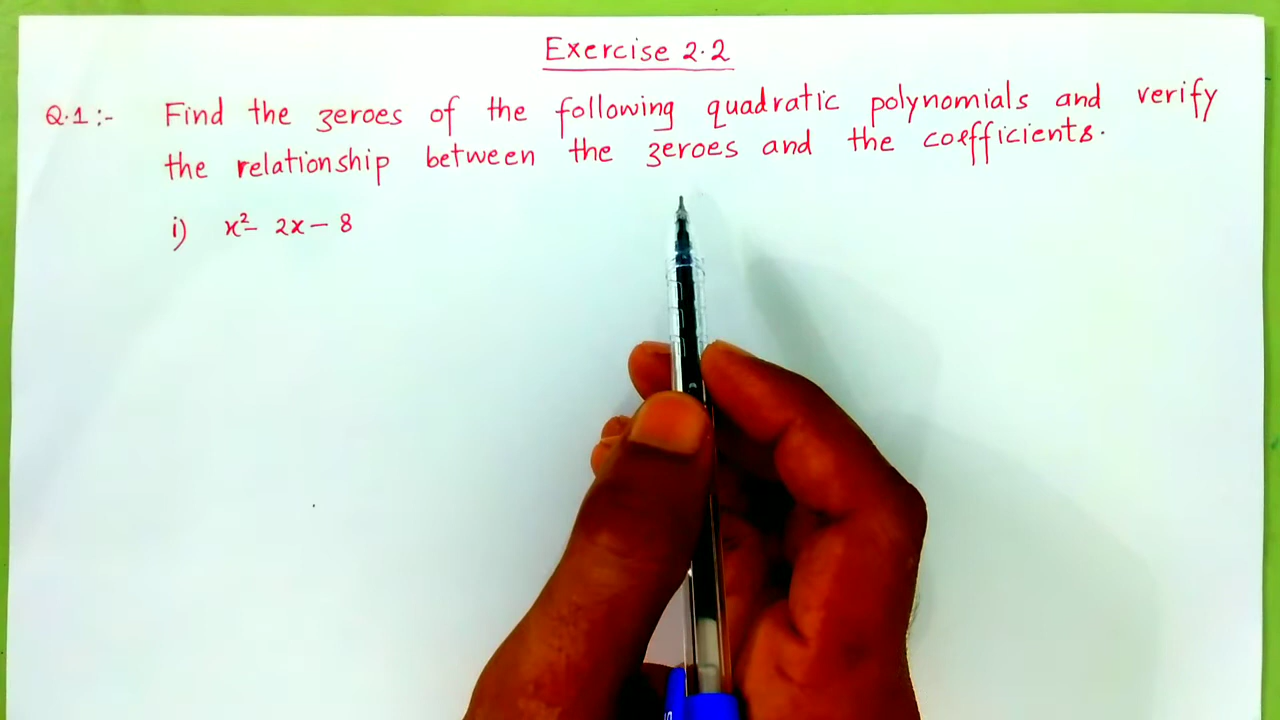 Exercise 2.2
Q.1:- Find the zeroes of the following quadratic polynomials and verify
the relationship between the zeroes and the coefficients.
i) x² - 2x - 8